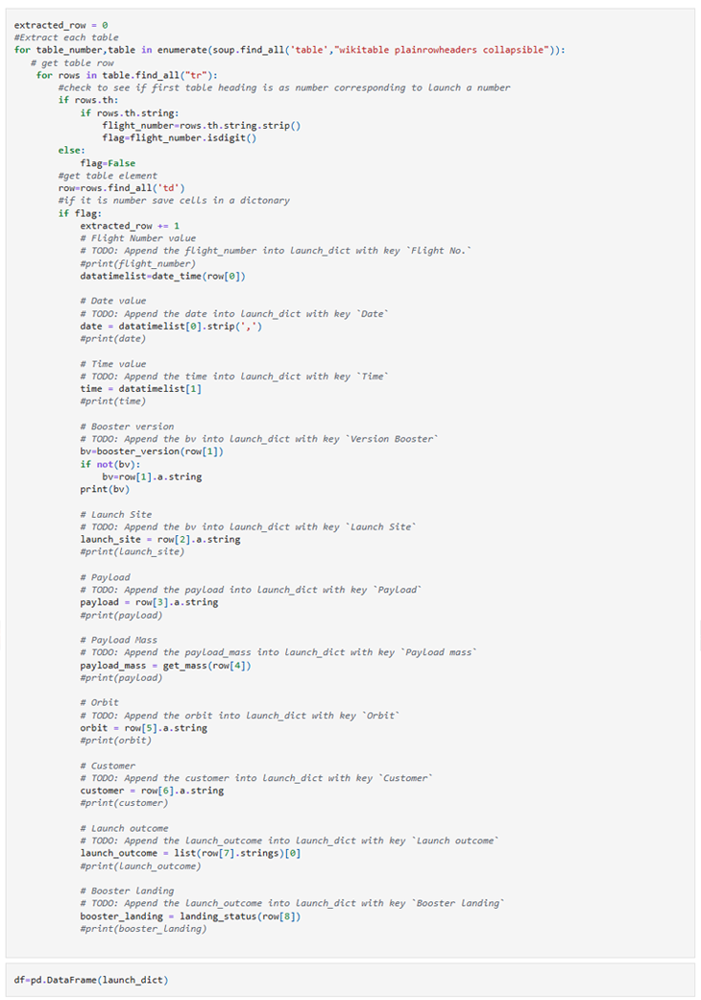 extracted_row = 0
#Extract each table
for table_number,table in enumerate(soup.find_all('table',"wikitable plainrowheaders collapsible")):
   # get table row
    for rows in table.find_all("tr"):
        #check to see if first table heading is as number corresponding to launch a number
        if rows.th:
            if rows.th.string:
                flight_number=rows.th.string.strip()
                flag=flight_number.isdigit()
        else:
            flag=False
        #get table element
        row=rows.find_all('td')
        #if it is number save cells in a dictonary
        if flag:
            extracted_row += 1
            # Flight Number value
            # TODO: Append the flight_number into launch_dict with key `Flight No.`
            #print(flight_number)
            datatimelist=date_time(row[0])

            # Date value
            # TODO: Append the date into launch_dict with key `Date`
            date = datatimelist[0].strip(',')
            #print(date)

            # Time value
            # TODO: Append the time into launch_dict with key `Time`
            time = datatimelist[1]
            #print(time)

            # Booster version
            # TODO: Append the bv into launch_dict with key `Version Booster`
            bv=booster_version(row[1])
            if not(bv):
                bv=row[1].a.string
            print(bv)

            # Launch Site
            # TODO: Append the bv into launch_dict with key `Launch Site`
            launch_site = row[2].a.string
            #print(launch_site)

            # Payload
            # TODO: Append the payload into launch_dict with key `Payload`
            payload = row[3].a.string
            #print(payload)

            # Payload Mass
            # TODO: Append the payload_mass into launch_dict with key `Payload mass`
            payload_mass = get_mass(row[4])
            #print(payload)

            # Orbit
            # TODO: Append the orbit into launch_dict with key `Orbit`
            orbit = row[5].a.string
            #print(orbit)

            # Customer
            # TODO: Append the customer into launch_dict with key `Customer`
            customer = row[6].a.string
            #print(customer)

            # Launch outcome
            # TODO: Append the launch_outcome into launch_dict with key `Launch outcome`
            launch_outcome = list(row[7].strings)[0]
            #print(launch_outcome)

            # Booster landing
            # TODO: Append the launch_outcome into launch_dict with key `Booster landing`
            booster_landing = landing_status(row[8])
            #print(booster_landing)

df=pd.DataFrame(launch_dict)